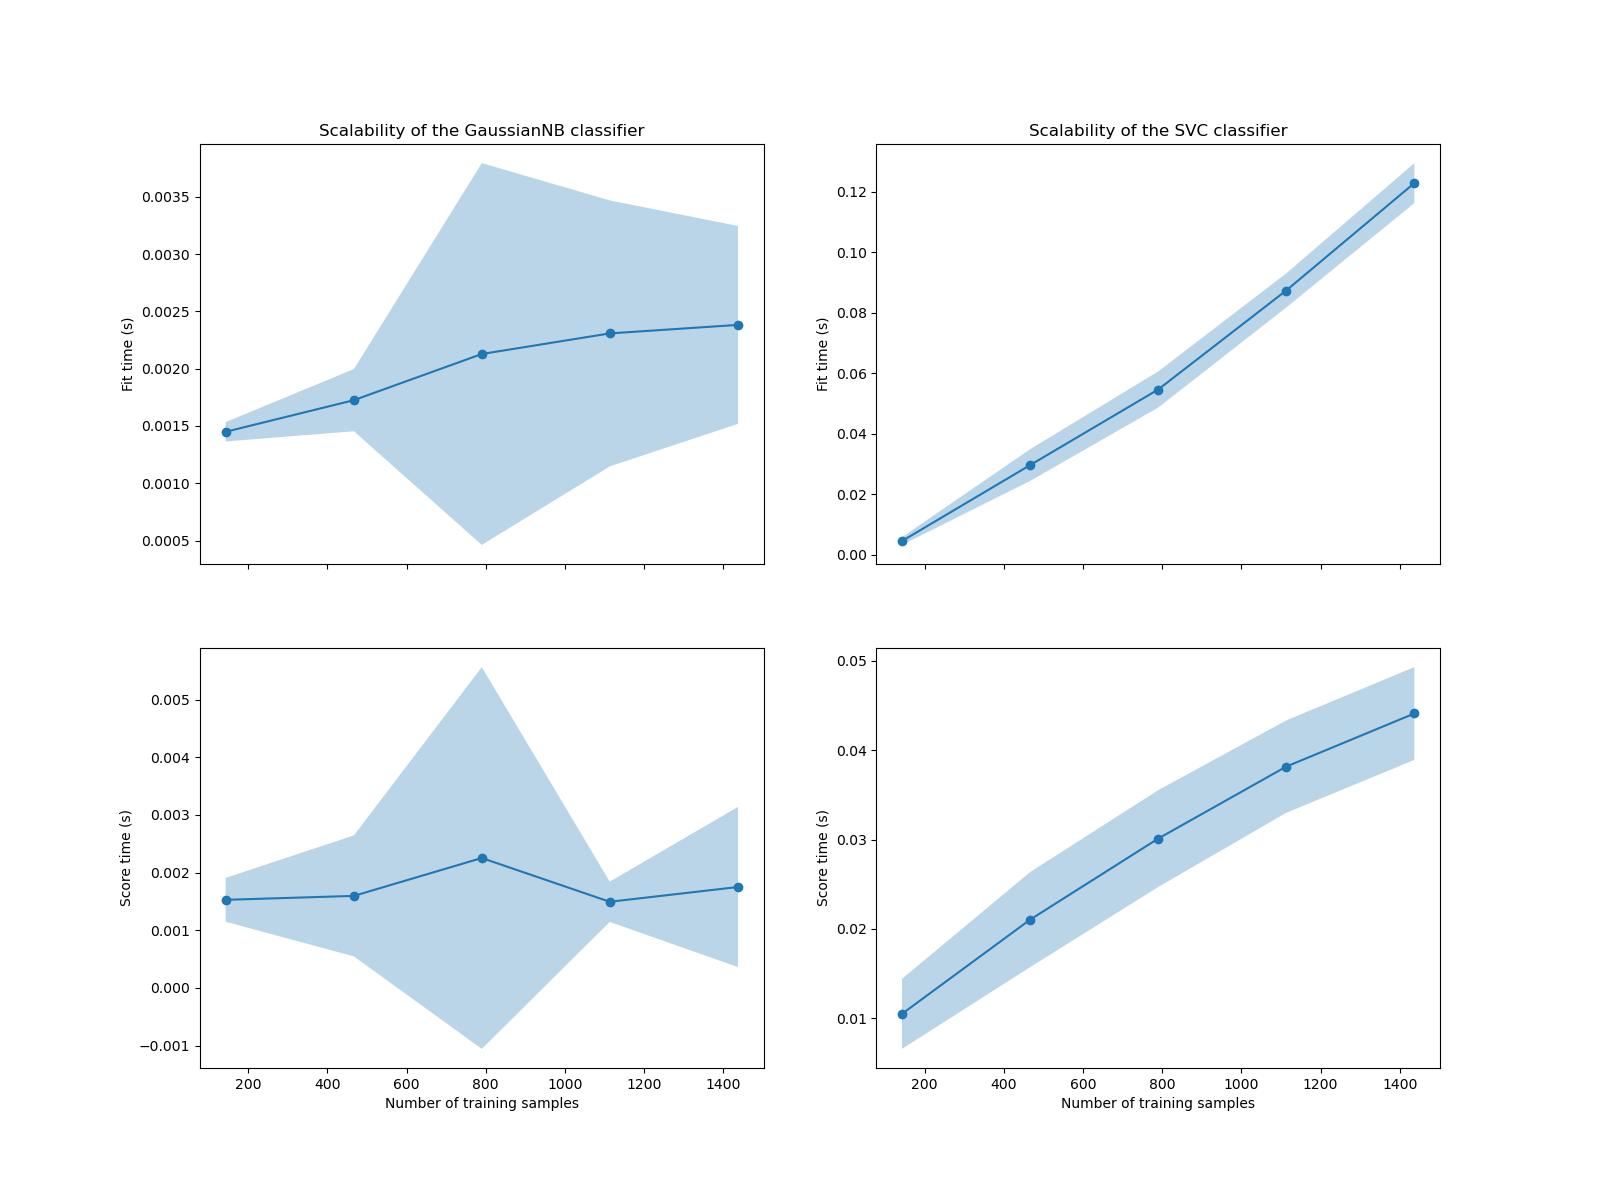 Scalability of the GaussianNB classifier
Fit time (s)
0.0035
0.0030
0.0025
0.0020
0.0015
0.0010
0.0005
Scalability of the SVC classifier
Fit time (s)
0.12
0.10
0.08
0.06
0.04
0.02
0.00
Score time (s)
0.005
0.004
0.003
0.002
0.001
0.000
−0.001
200 400 600 800 1000 1200 1400
Number of training samples
Score time (s)
0.05
0.04
0.03
0.02
0.01
200 400 600 800 1000 1200 1400
Number of training samples